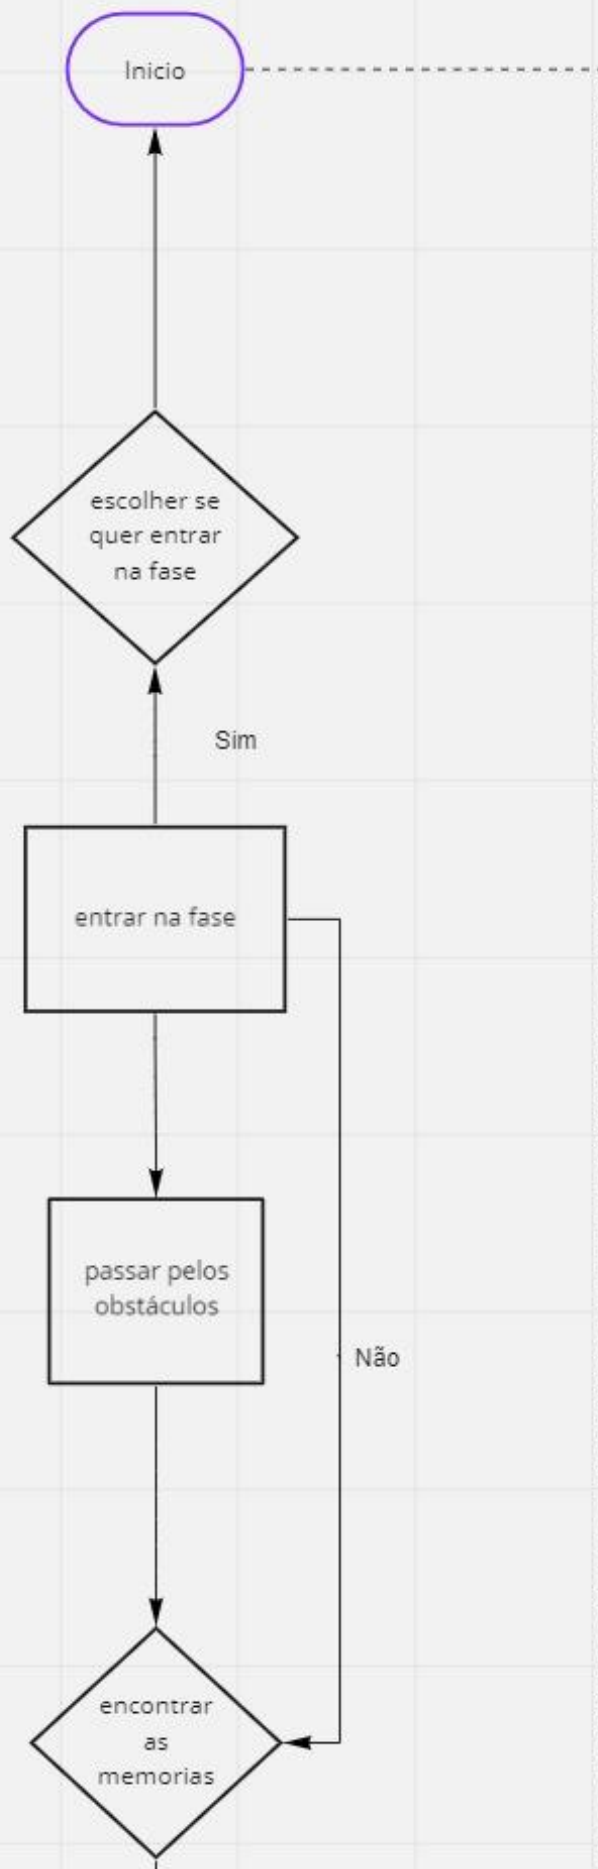 Inicio
escolher se
quer entrar
na fase
Sim
entrar na fase
passar pelos
obstáculos
Não
encontrar
as
memorias